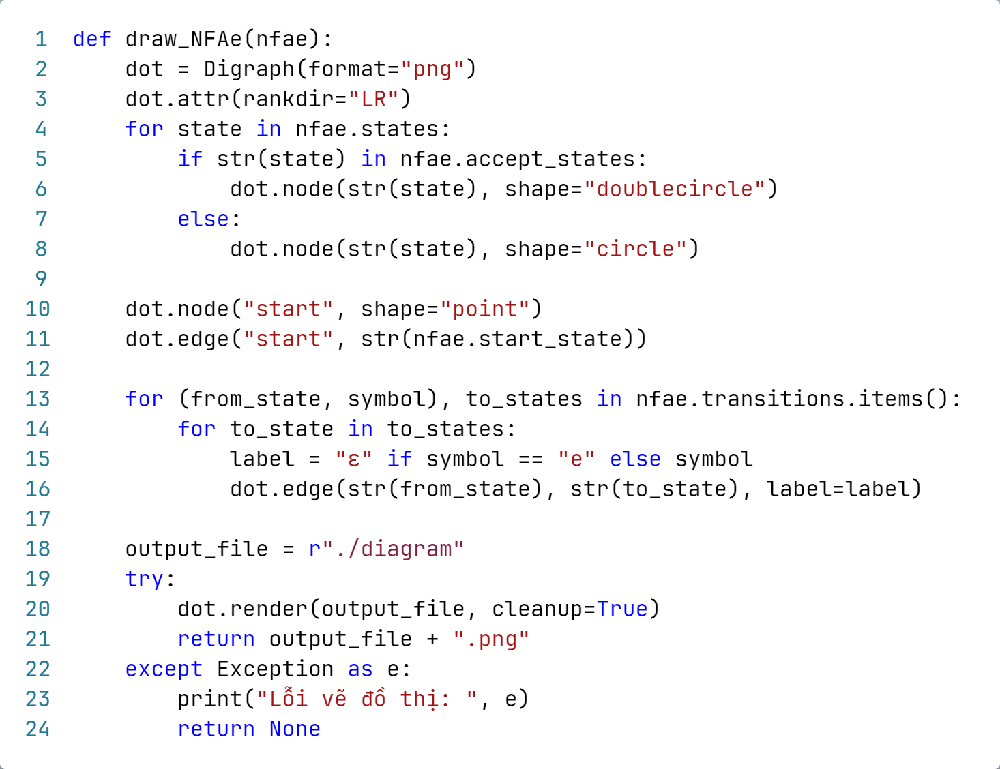 1 def draw_NFAe(nfae):
2     dot = Digraph(format="png")
3     dot.attr(rankdir="LR")
4     for state in nfae.states:
5         if str(state) in nfae.accept_states:
6             dot.node(str(state), shape="doublecircle")
7         else:
8             dot.node(str(state), shape="circle")
9
10     dot.node("start", shape="point")
11     dot.edge("start", str(nfae.start_state))
12
13     for (from_state, symbol), to_states in nfae.transitions.items():
14         for to_state in to_states:
15             label = "ε" if symbol == "e" else symbol
16             dot.edge(str(from_state), str(to_state), label=label)
17
18     output_file = r"./diagram"
19     try:
20         dot.render(output_file, cleanup=True)
21         return output_file + ".png"
22     except Exception as e:
23         print("Lỗi vẽ đồ thị: ", e)
24         return None